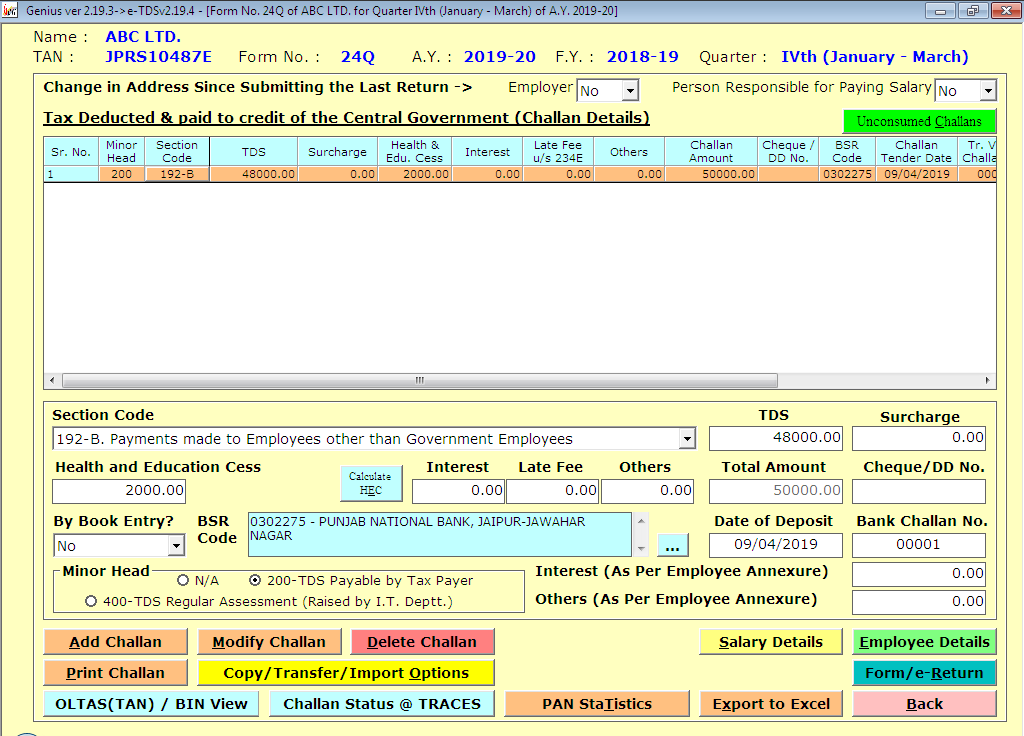 Genius ver 2.19.3->e-TDSv2.19.4 - [Form No. 24Q of ABC LTD. for Quarter IVth (January - March) of A.Y. 2019-20]
Name : ABC LTD.
TAN : JPRS10487E Form No. : 24Q A.Y. : 2019-20 F.Y. : 2018-19 Quarter : IVth (January - March)
Change in Address Since Submitting the Last Return -> Employer No Person Responsible for Paying Salary No
Tax Deducted & paid to credit of the Central Government (Challan Details) Unconsumed Challans
Sr. No. Minor Head Section Code TDS Surcharge Health & Edu. Cess Interest Late Fee u/s 234E Others Challan Amount Cheque / DD No. BSR Code Challan Tender Date Tr. V Challa
1 200 192-B 48000.00 0.00 2000.00 0.00 0.00 0.00 50000.00 0302275 09/04/2019 000
Section Code TDS Surcharge
192-B. Payments made to Employees other than Government Employees 48000.00 0.00
Health and Education Cess Calculate HEC Interest Late Fee Others Total Amount Cheque/DD No.
2000.00 0.00 0.00 0.00 50000.00
By Book Entry? BSR Code 0302275 - PUNJAB NATIONAL BANK, JAIPUR-JAWAHAR NAGAR ... Date of Deposit Bank Challan No.
No 09/04/2019 00001
Minor Head N/A 200-TDS Payable by Tax Payer Interest (As Per Employee Annexure) 0.00
400-TDS Regular Assessment (Raised by I.T. Deptt.) Others (As Per Employee Annexure) 0.00
Add Challan Modify Challan Delete Challan Salary Details Employee Details
Print Challan Copy/Transfer/Import Options Form/e-Return
OLTAS(TAN) / BIN View Challan Status @ TRACES PAN StaTistics Export to Excel Back